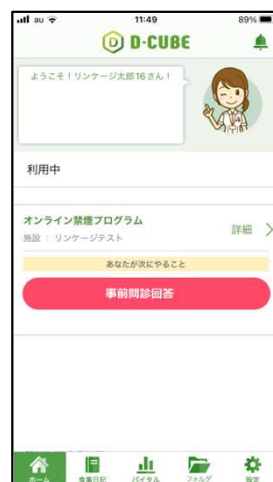 au 11:49 89%
D-CUBE
ようこそ！リンケージ太郎16さん！
利用中
オンライン禁煙プログラム
施設 ： リンケージテスト
詳細
あなたが次にやること
事前問診回答
ホーム 食事日記 バイタル フォルダ 設定